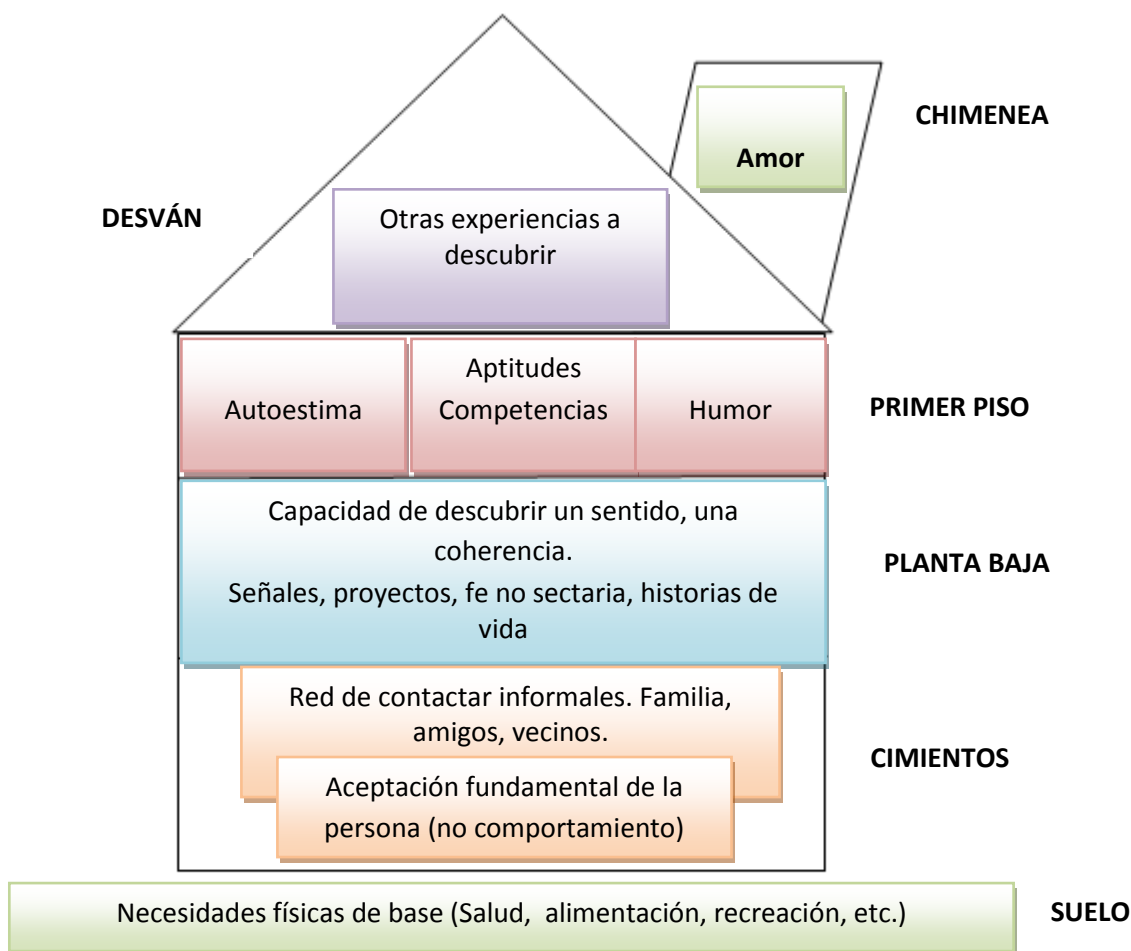 CHIMENEA
Amor
DESVÁN
Otras experiencias a
descubrir
Autoestima
Aptitudes
Competencias
Humor
PRIMER PISO
Capacidad de descubrir un sentido, una
coherencia.
Señales, proyectos, fe no sectaria, historias de
vida
PLANTA BAJA
Red de contactar informales. Familia,
amigos, vecinos.
CIMIENTOS
Aceptación fundamental de la
persona (no comportamiento)
Necesidades físicas de base (Salud, alimentación, recreación, etc.)
SUELO